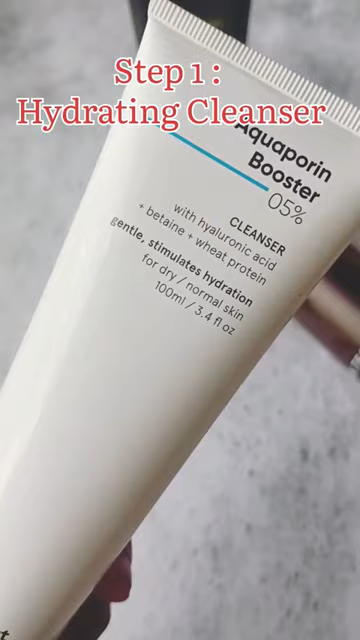 Step 1 :
Hydrating Cleanser
Aquaporin
Booster
05%
CLEANSER
with hyaluronic acid
+ betaine + wheat protein
gentle, stimulates hydration
for dry / normal skin
100ml / 3.4 fl oz